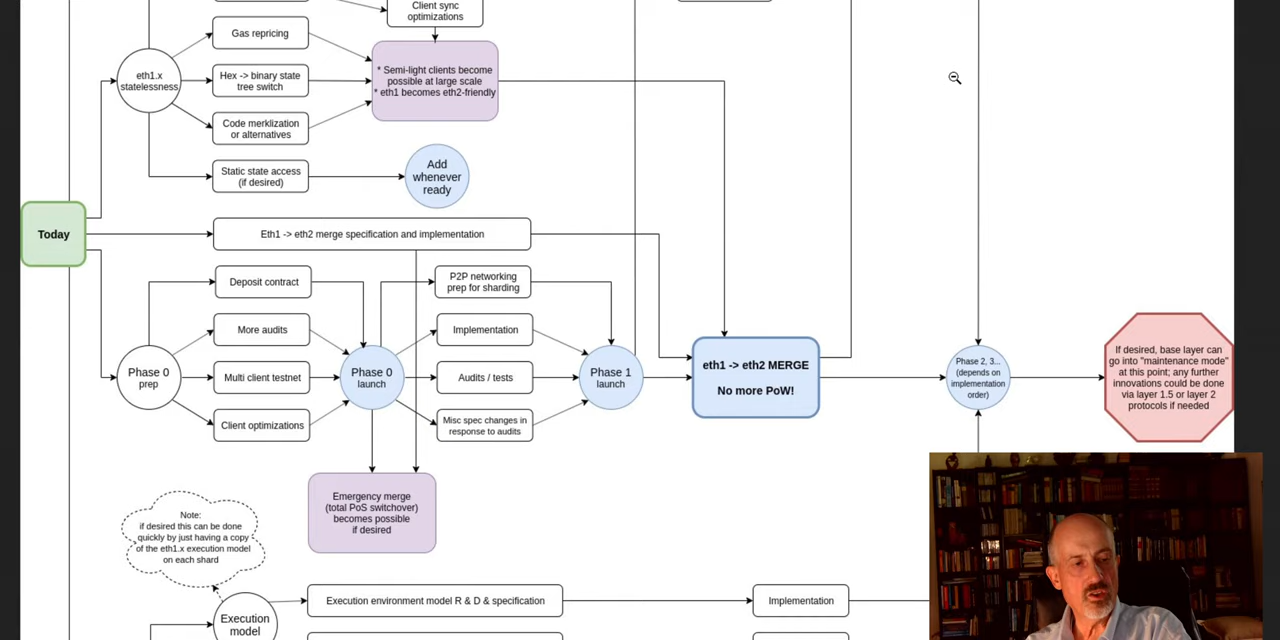 Client sync
optimizations
Gas repricing
eth1.x
statelessness
Hex -> binary state
tree switch
* Semi-light clients become
possible at large scale
* eth1 becomes eth2-friendly
Code merklization
or alternatives
Static state access
(if desired)
Add
whenever
ready
Today
Eth1 -> eth2 merge specification and implementation
Deposit contract
P2P networking
prep for sharding
More audits
Implementation
Phase 0
prep
Multi client testnet
Phase 0
launch
Audits / tests
Phase 1
launch
eth1 -> eth2 MERGE
No more PoW!
Phase 2, 3...
(depends on
implementation
order)
If desired, base layer can
go into "maintenance mode"
at this point; any further
innovations could be done
via layer 1.5 or layer 2
protocols if needed
Client optimizations
Misc spec changes in
response to audits
Emergency merge
(total PoS switchover)
becomes possible
if desired
Note:
if desired this can be done
quickly by just having a copy
of the eth1.x execution model
on each shard
Execution
model
Execution environment model R & D & specification
Implementation